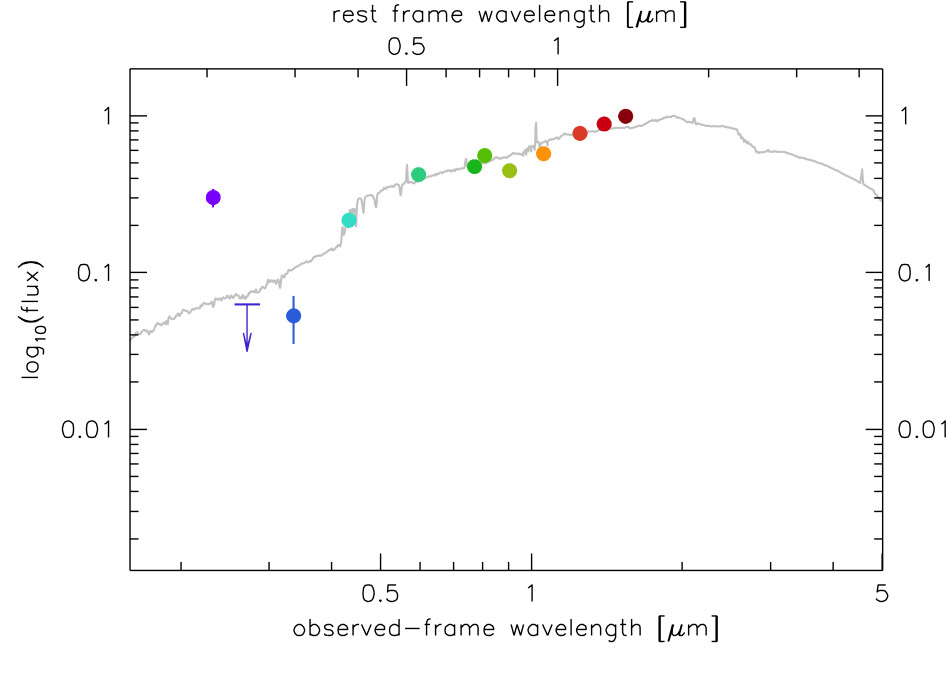 rest frame wavelength [μm]
0.5 1
1 1
0.1 0.1
0.01 0.01
log10(flux)
0.5 1 5
observed-frame wavelength [μm]